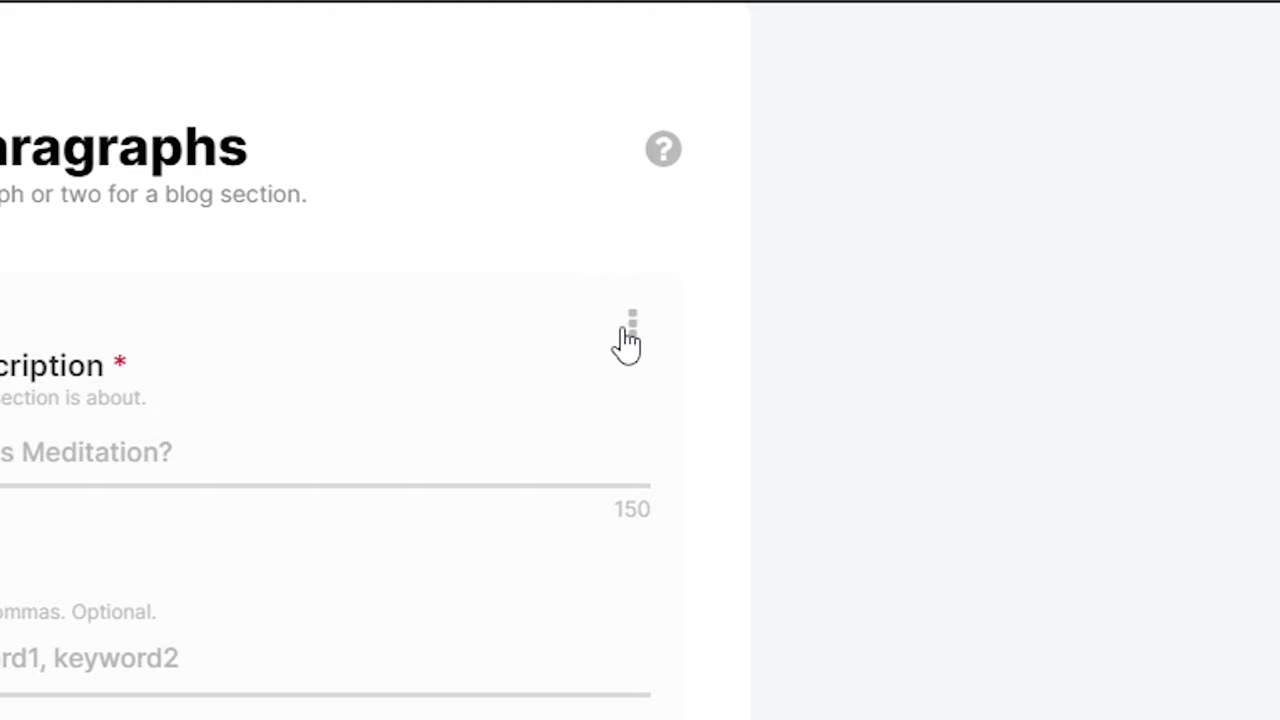 aragraphs
ph or two for a blog section.
cription *
ection is about.
s Meditation?
150
ommas. Optional.
rd1, keyword2